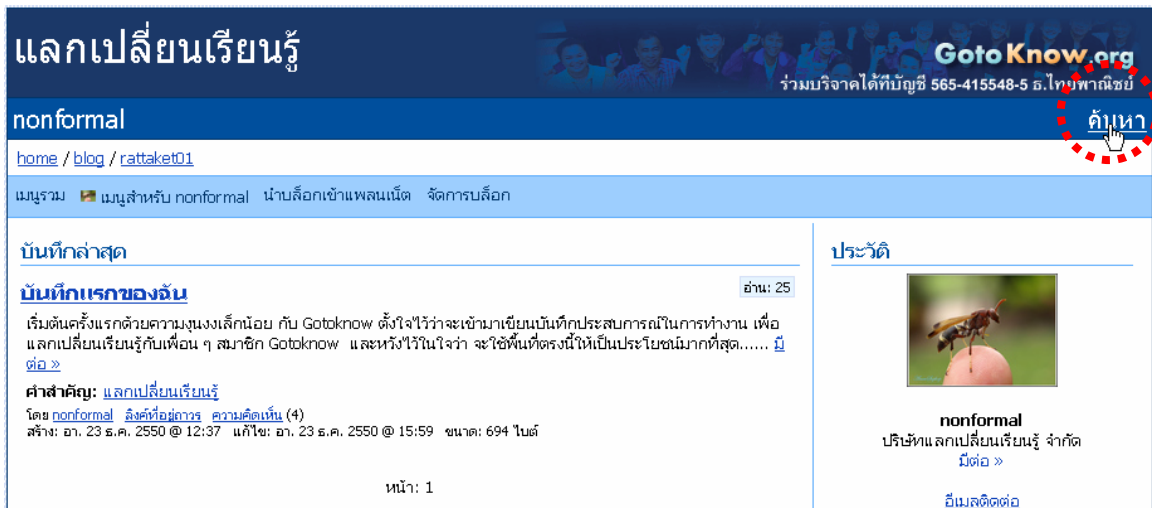 แลกเปลี่ยนเรียนรู้
GotoKnow.org
ร่วมบริจาคได้ที่บัญชี 565-415548-5 ธ.ไทยพาณิชย์
nonformal
ค้นหา
home / blog / rattaket01
เมนูรวม เมนูสำหรับ nonformal นำบล็อกเข้าแพลนเน็ต จัดการบล็อก
บันทึกล่าสุด
บันทึกแรกของฉัน
อ่าน: 25
เริ่มต้นครั้งแรกด้วยความงุนงงเล็กน้อย กับ Gotoknow ตั้งใจไว้ว่าจะเข้ามาเขียนบันทึกประสบการณ์ในการทำงาน เพื่อ
แลกเปลี่ยนเรียนรู้กับเพื่อน ๆ สมาชิก Gotoknow และหวังไว้ในใจว่า จะใช้พื้นที่ตรงนี้ให้เป็นประโยชน์มากที่สุด...... มี
ต่อ »
คำสำคัญ: แลกเปลี่ยนเรียนรู้
โดย nonformal ลิงค์ที่อยู่ถาวร ความคิดเห็น (4)
สร้าง: อา. 23 ธ.ค. 2550 @ 12:37 แก้ไข: อา. 23 ธ.ค. 2550 @ 15:59 ขนาด: 694 ไบต์
หน้า: 1
ประวัติ
nonformal
บริษัทแลกเปลี่ยนเรียนรู้ จำกัด
มีต่อ »
อีเมลติดต่อ